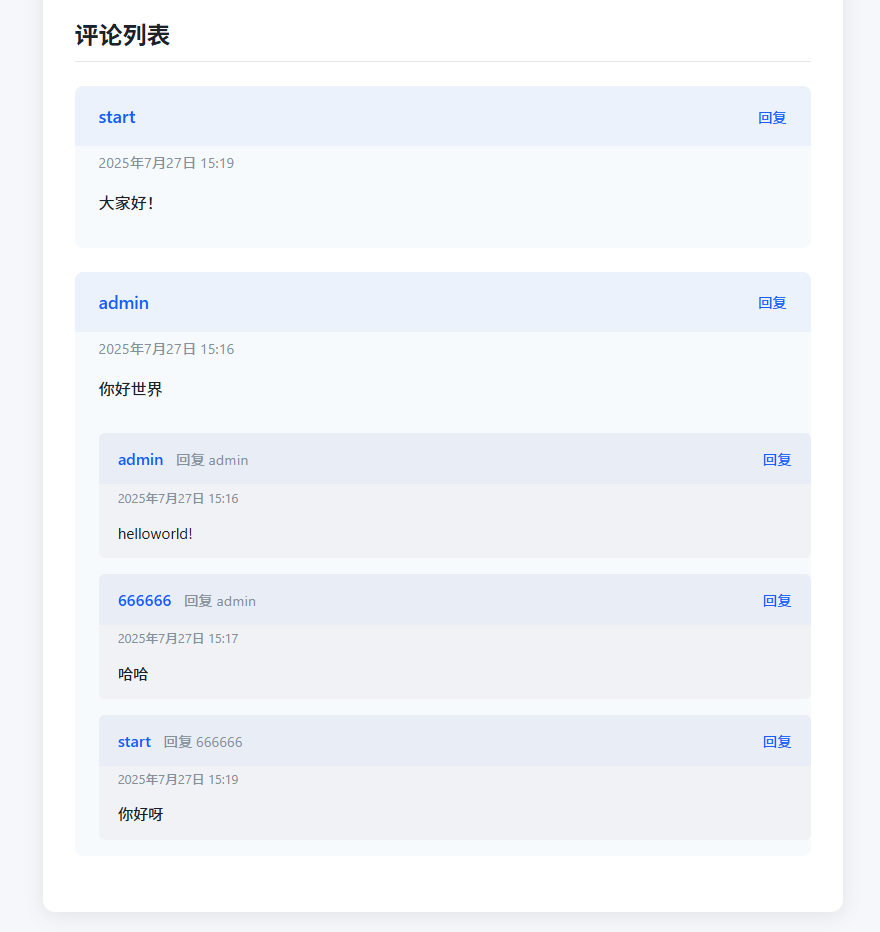 评论列表
start 回复
2025年7月27日 15:19
大家好！
admin 回复
2025年7月27日 15:16
你好世界
admin 回复 admin 回复
2025年7月27日 15:16
helloworld!
666666 回复 admin 回复
2025年7月27日 15:17
哈哈
start 回复 666666 回复
2025年7月27日 15:19
你好呀